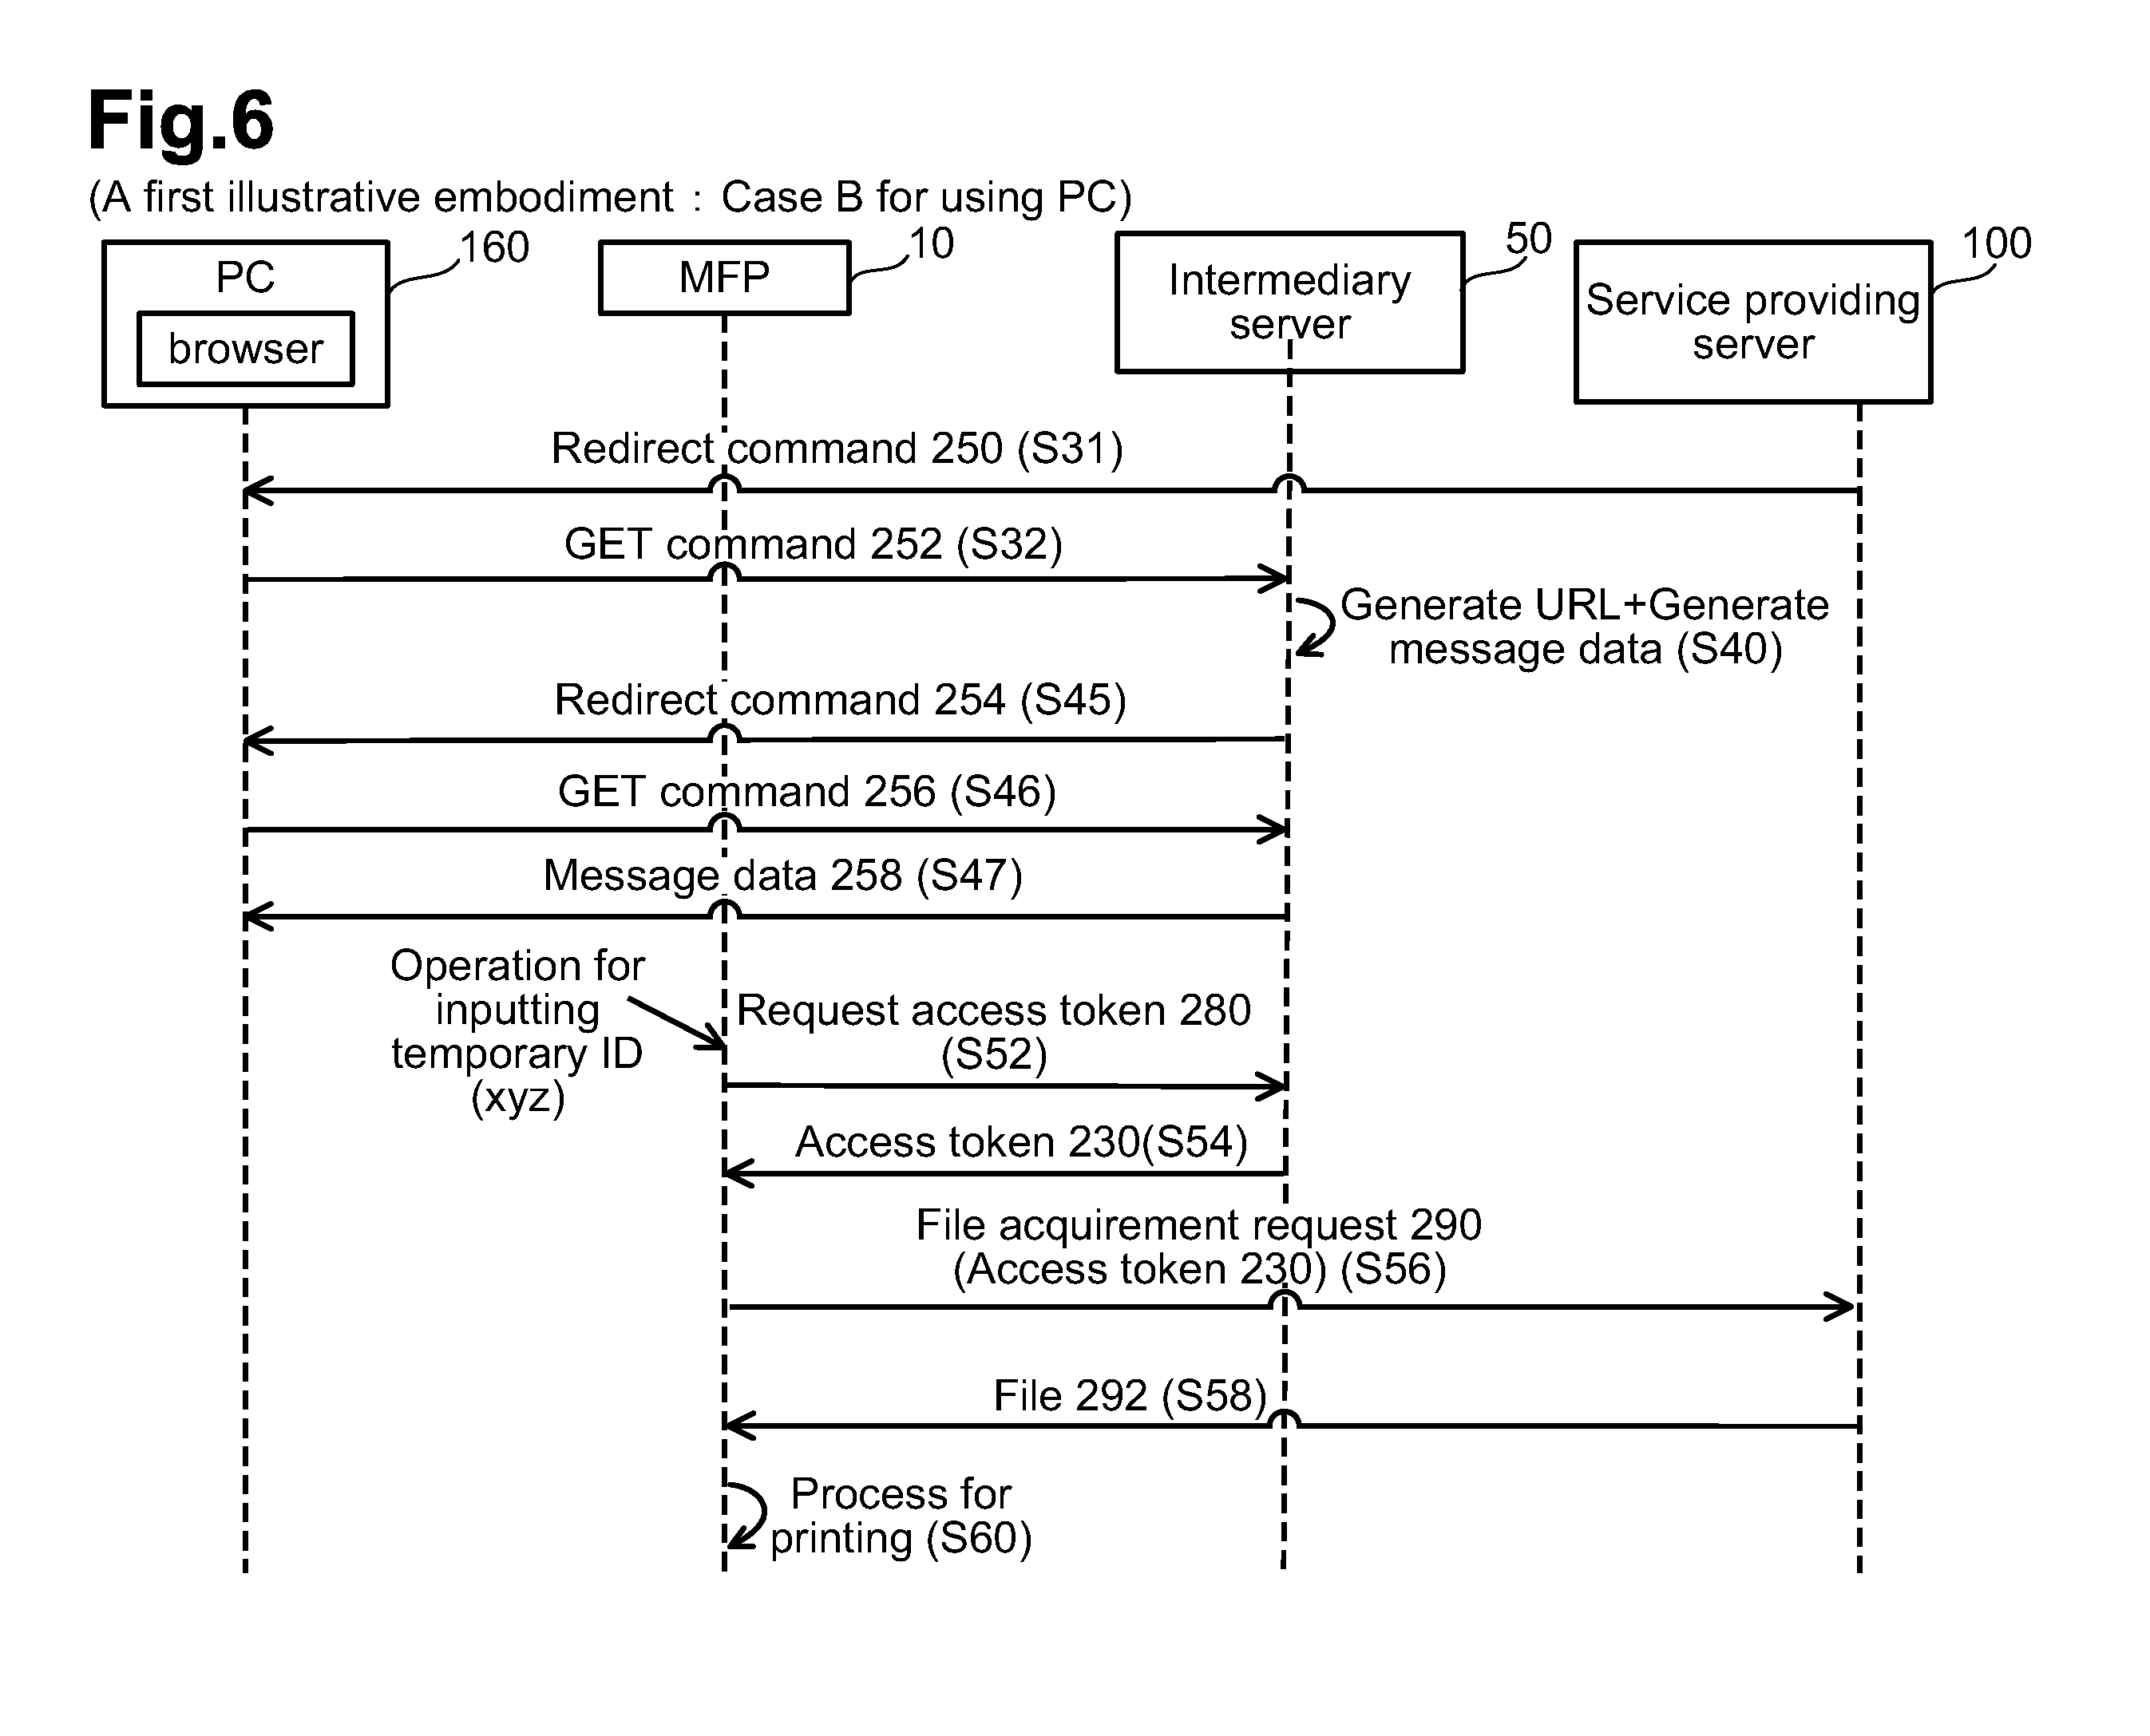 Fig.6
(A first illustrative embodiment : Case B for using PC)
160
10
50
100
PC
browser
MFP
Intermediary
server
Service providing
server
Redirect command 250 (S31)
GET command 252 (S32)
Generate URL+Generate
message data (S40)
Redirect command 254 (S45)
GET command 256 (S46)
Message data 258 (S47)
Operation for
inputting
temporary ID
(xyz)
Request access token 280
(S52)
Access token 230(S54)
File acquirement request 290
(Access token 230) (S56)
File 292 (S58)
Process for
printing (S60)